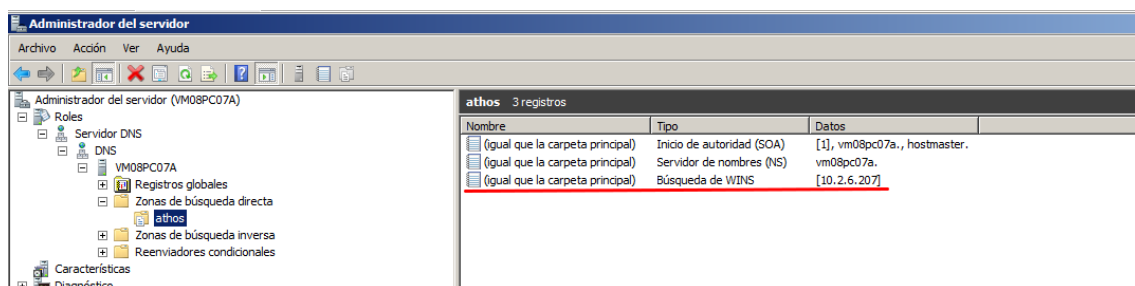 Administrador del servidor
Archivo Acción Ver Ayuda
Administrador del servidor (VM08PC07A)
Roles
Servidor DNS
DNS
VM08PC07A
Registros globales
Zonas de búsqueda directa
athos
Zonas de búsqueda inversa
Reenviadores condicionales
Características
Diagnóstico
athos 3 registros
Nombre Tipo Datos
(igual que la carpeta principal) Inicio de autoridad (SOA) [1], vm08pc07a., hostmaster.
(igual que la carpeta principal) Servidor de nombres (NS) vm08pc07a.
(igual que la carpeta principal) Búsqueda de WINS [10.2.6.207]